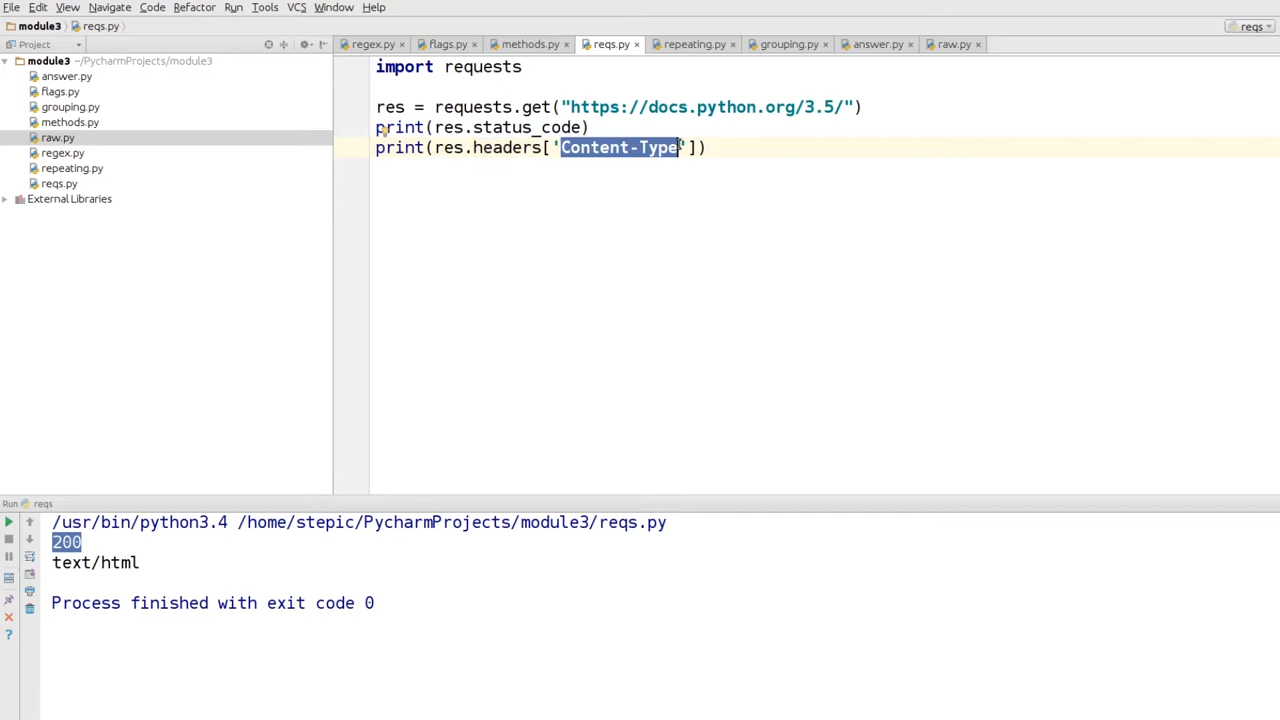 File Edit View Navigate Code Refactor Run Tools VCS Window Help
module3 reqs.py reqs
Project regex.py flags.py methods.py reqs.py repeating.py grouping.py answer.py raw.py
module3 ~/PycharmProjects/module3
answer.py
flags.py
grouping.py
methods.py
raw.py
regex.py
repeating.py
reqs.py
External Libraries
import requests
res = requests.get("https://docs.python.org/3.5/")
print(res.status_code)
print(res.headers['Content-Type'])
Run reqs
/usr/bin/python3.4 /home/stepic/PycharmProjects/module3/reqs.py
200
text/html
Process finished with exit code 0